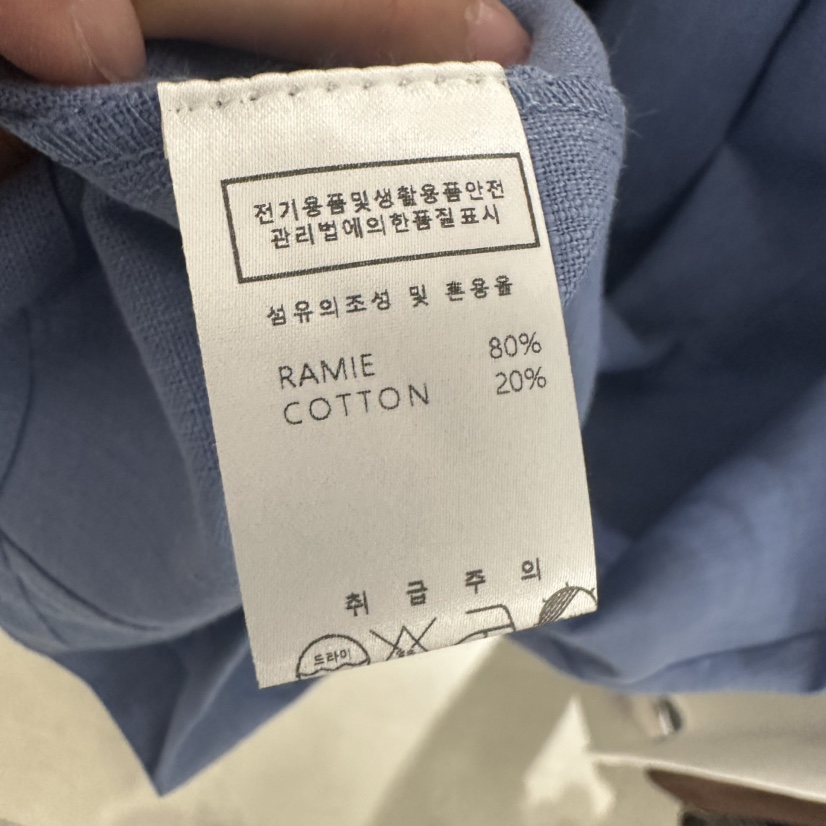 전기용품및생활용품안전
관리법에의한품질표시
섬유의조성 및 혼용율
RAMIE 80%
COTTON 20%
취 급 주 의
드라이